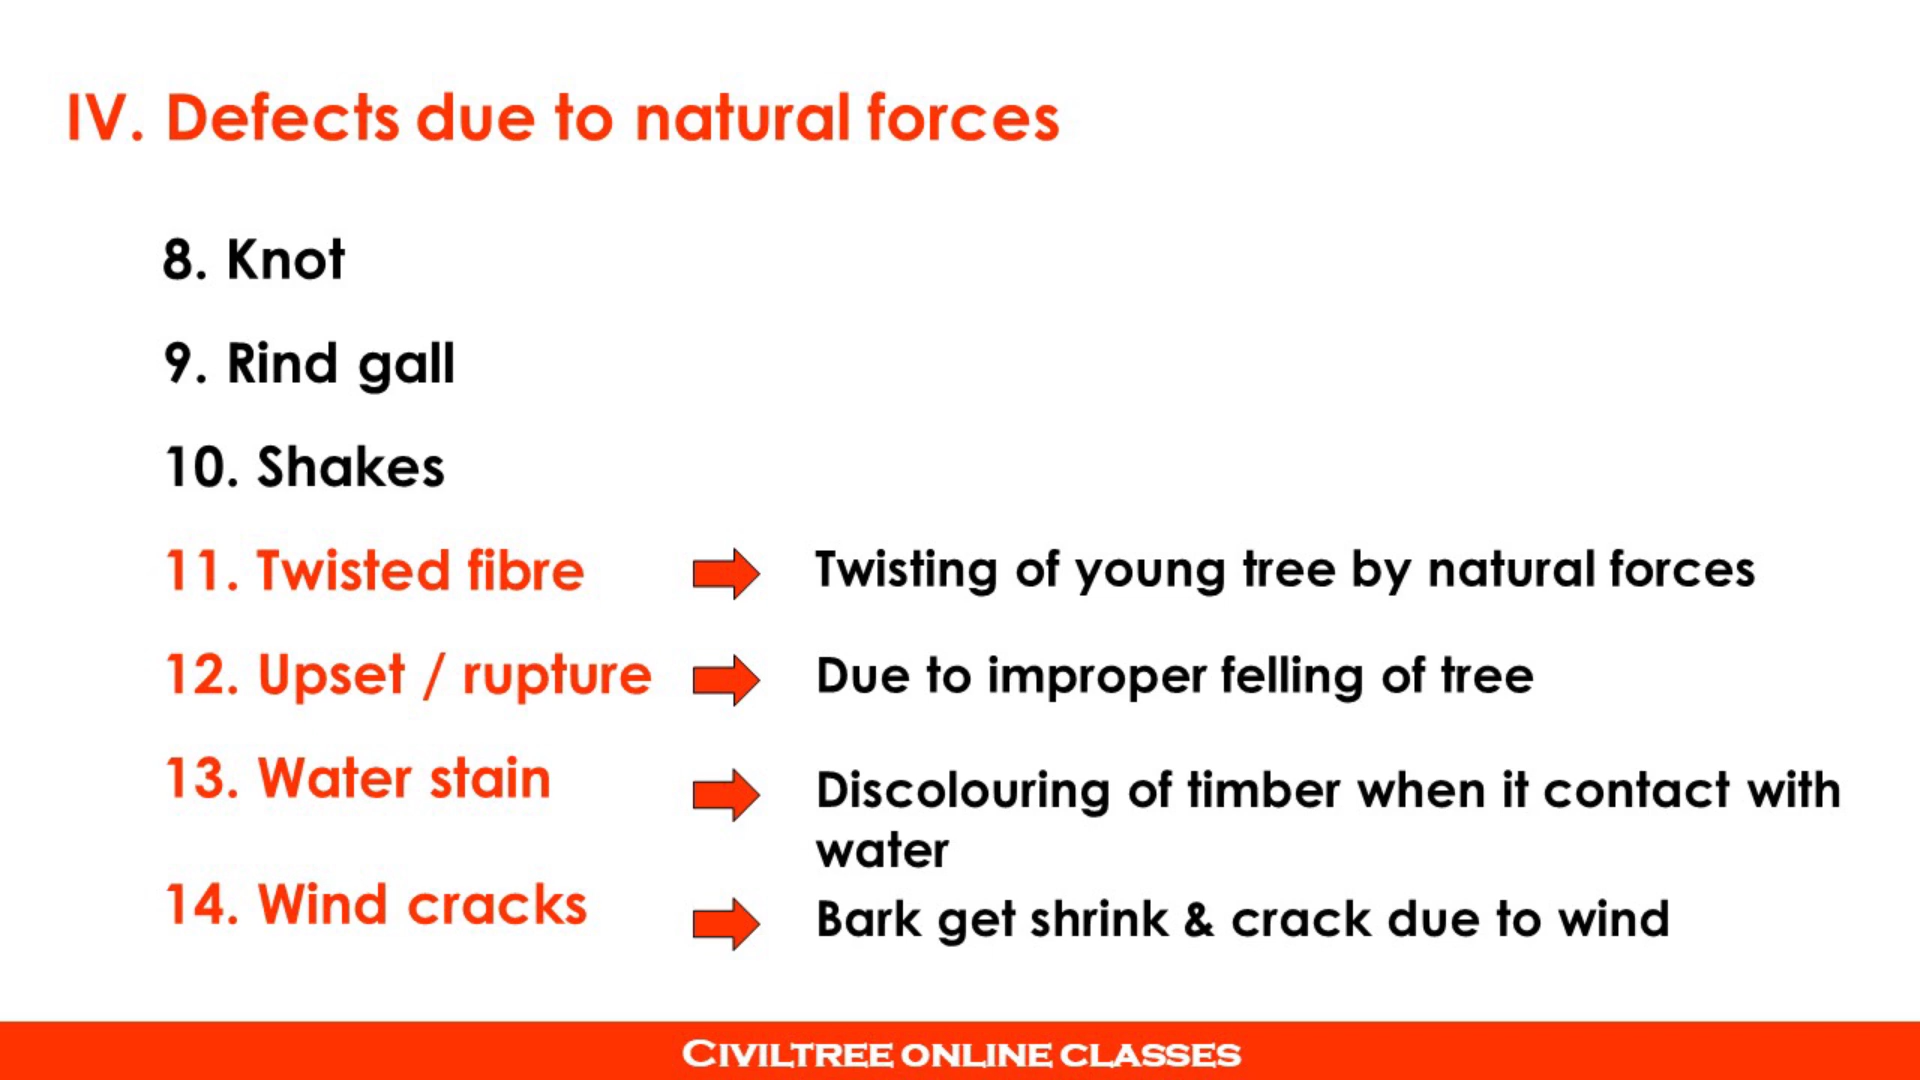 IV. Defects due to natural forces
8. Knot
9. Rind gall
10. Shakes
11. Twisted fibre
Twisting of young tree by natural forces
12. Upset / rupture
Due to improper felling of tree
13. Water stain
Discolouring of timber when it contact with
water
14. Wind cracks
Bark get shrink & crack due to wind
CIVILTREE ONLINE CLASSES